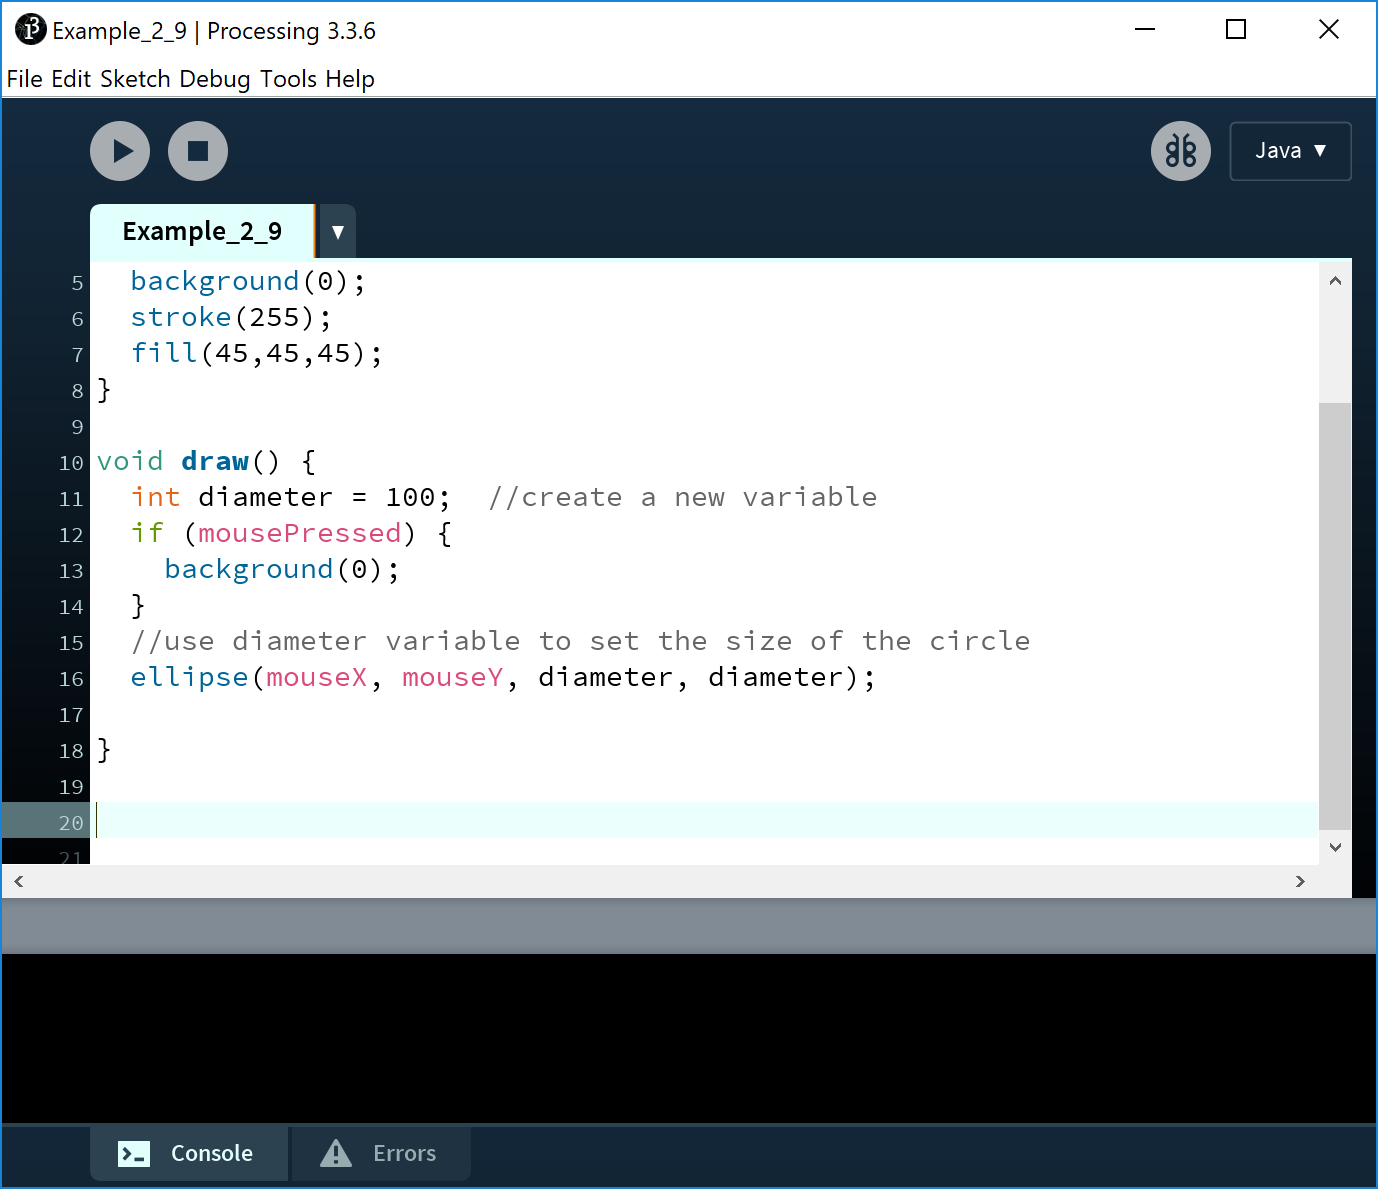 Example_2_9 | Processing 3.3.6
File Edit Sketch Debug Tools Help
Java ▼
Example_2_9 ▼
5   background(0);
6   stroke(255);
7   fill(45,45,45);
8 }
9
10 void draw() {
11   int diameter = 100;  //create a new variable
12   if (mousePressed) {
13     background(0);
14   }
15   //use diameter variable to set the size of the circle
16   ellipse(mouseX, mouseY, diameter, diameter);
17
18 }
19
20
21
Console Errors